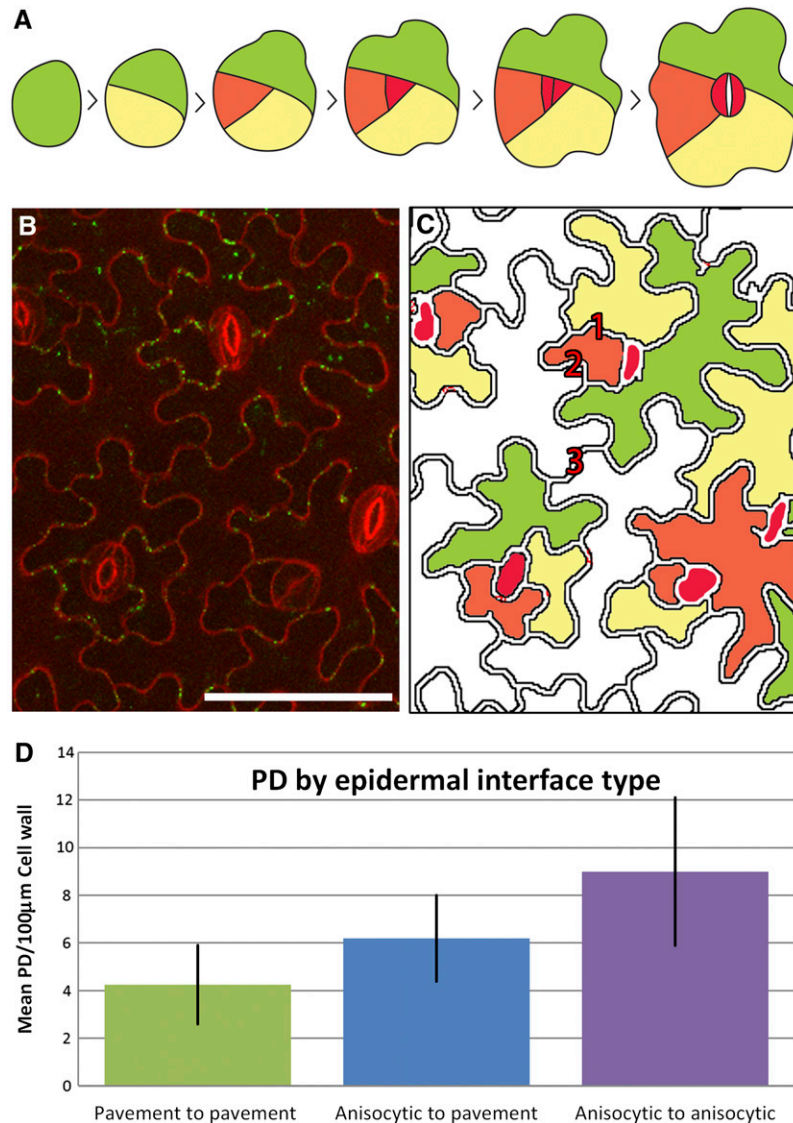 A
> > > > >
B
C
1
2
3
D
PD by epidermal interface type
Mean PD/100µm Cell wall
14
12
10
8
6
4
2
0
Pavement to pavement
Anisocytic to pavement
Anisocytic to anisocytic